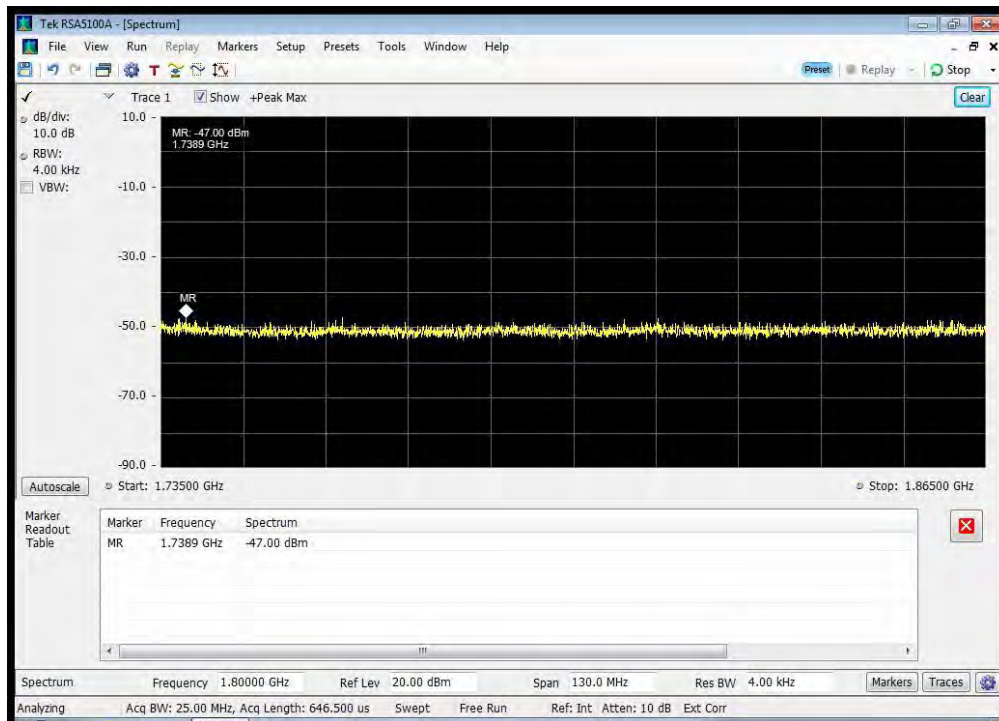 Tek RSA5100A - [Spectrum]
File View Run Replay Markers Setup Presets Tools Window Help
T Preset Replay Stop
Trace 1 Show +Peak Max Clear
dB/div:
10.0 dB
RBW:
4.00 kHz
VBW:
10.0
MR: -47.00 dBm
1.7389 GHz
-10.0
-30.0
MR
-50.0
-70.0
-90.0
Autoscale Start: 1.73500 GHz Stop: 1.86500 GHz
Marker
Readout
Table
Marker Frequency Spectrum
MR 1.7389 GHz -47.00 dBm
Spectrum Frequency 1.80000 GHz Ref Lev 20.00 dBm Span 130.0 MHz Res BW 4.00 kHz Markers Traces
Analyzing Acq BW: 25.00 MHz, Acq Length: 646.500 us Swept Free Run Ref: Int Atten: 10 dB Ext Corr